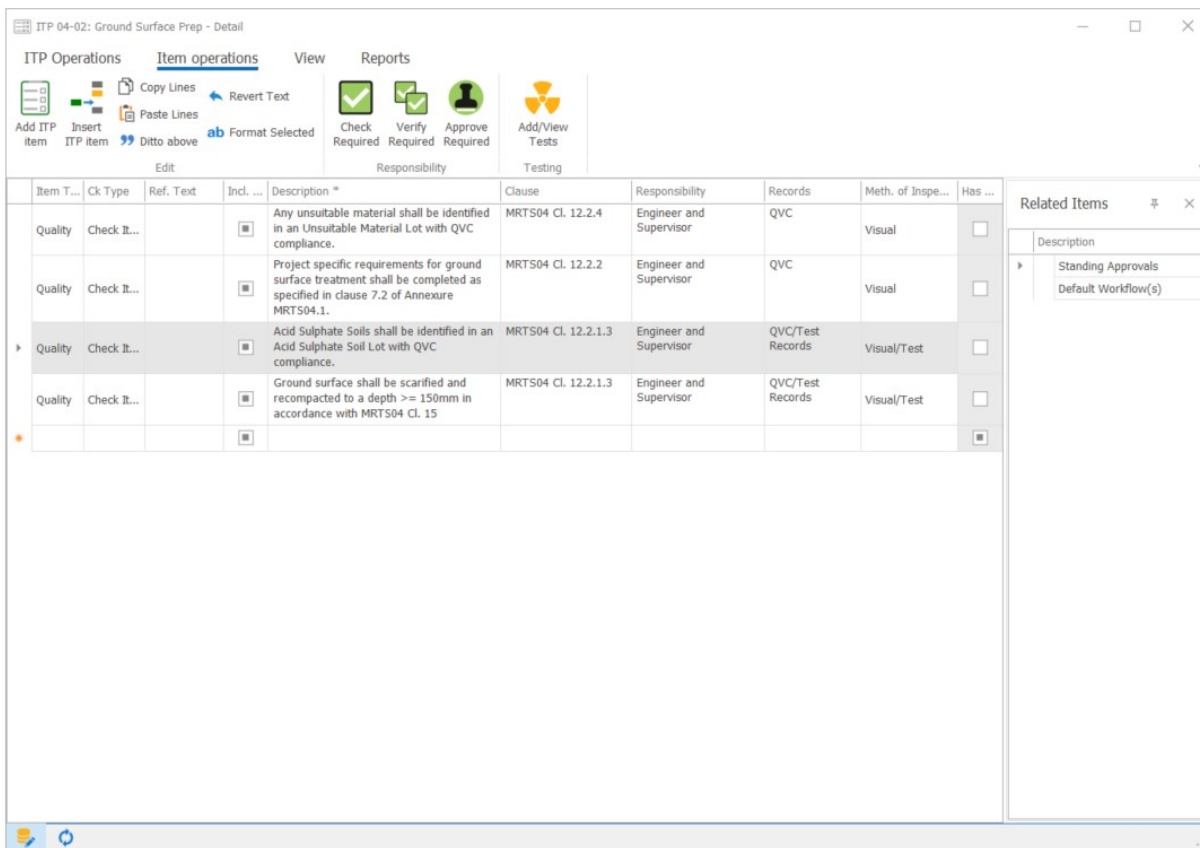 ITP 04-02: Ground Surface Prep - Detail
ITP Operations Item operations View Reports
Add ITP item
Insert ITP item
Copy Lines
Paste Lines
Ditto above
Revert Text
ab Format Selected
Check Required
Verify Required
Approve Required
Add/View Tests
Edit Responsibility Testing
Item T... Ck Type Ref. Text Incl. ... Description * Clause Responsibility Records Meth. of Inspe... Has ...
Any unsuitable material shall be identified
in an Unsuitable Material Lot with QVC
compliance.
Quality Check It... MRTS04 Cl. 12.2.4 Engineer and Supervisor QVC Visual
Project specific requirements for ground
surface treatment shall be completed as
specified in clause 7.2 of Annexure
MRTS04.1.
Quality Check It... MRTS04 Cl. 12.2.2 Engineer and Supervisor QVC Visual
Acid Sulphate Soils shall be identified in an
Acid Sulphate Soil Lot with QVC
compliance.
Quality Check It... MRTS04 Cl. 12.2.1.3 Engineer and Supervisor QVC/Test Records Visual/Test
Ground surface shall be scarified and
recompacted to a depth >= 150mm in
accordance with MRTS04 Cl. 15
Quality Check It... MRTS04 Cl. 12.2.1.3 Engineer and Supervisor QVC/Test Records Visual/Test
Related Items
Description
Standing Approvals
Default Workflow(s)